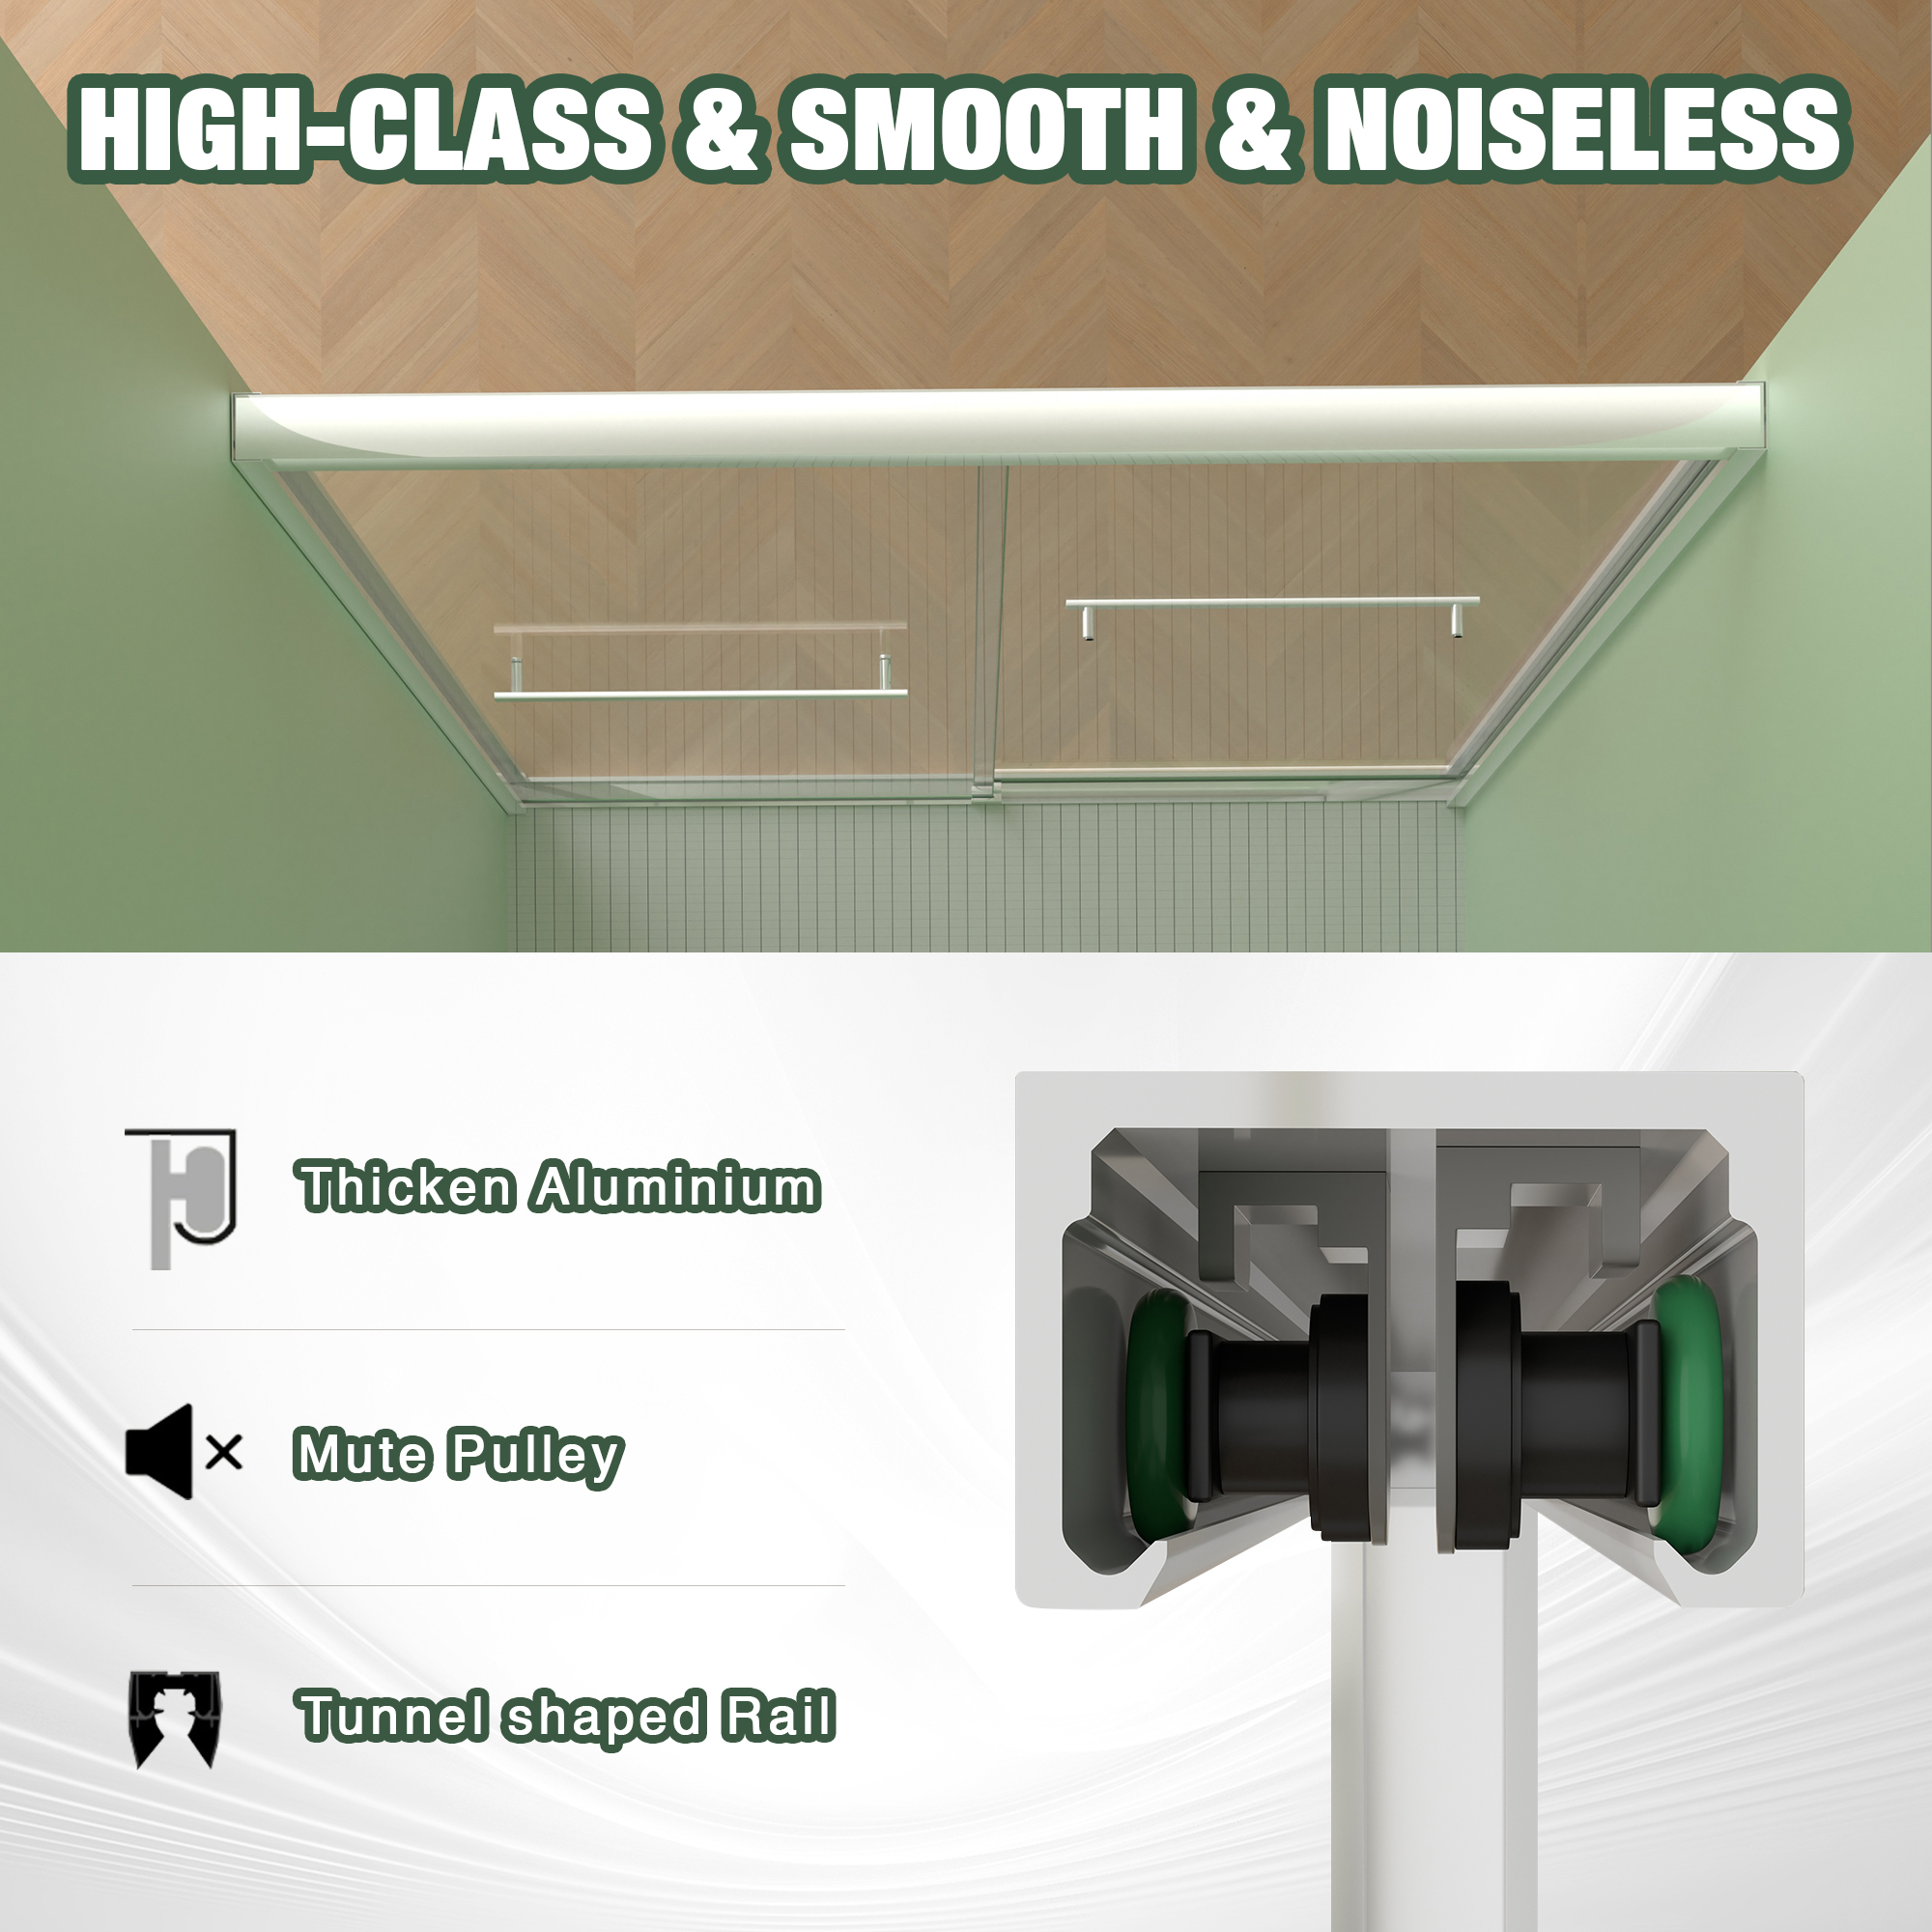 HIGH-CLASS & SMOOTH & NOISELESS
Thicken Aluminium
Mute Pulley
Tunnel shaped Rail